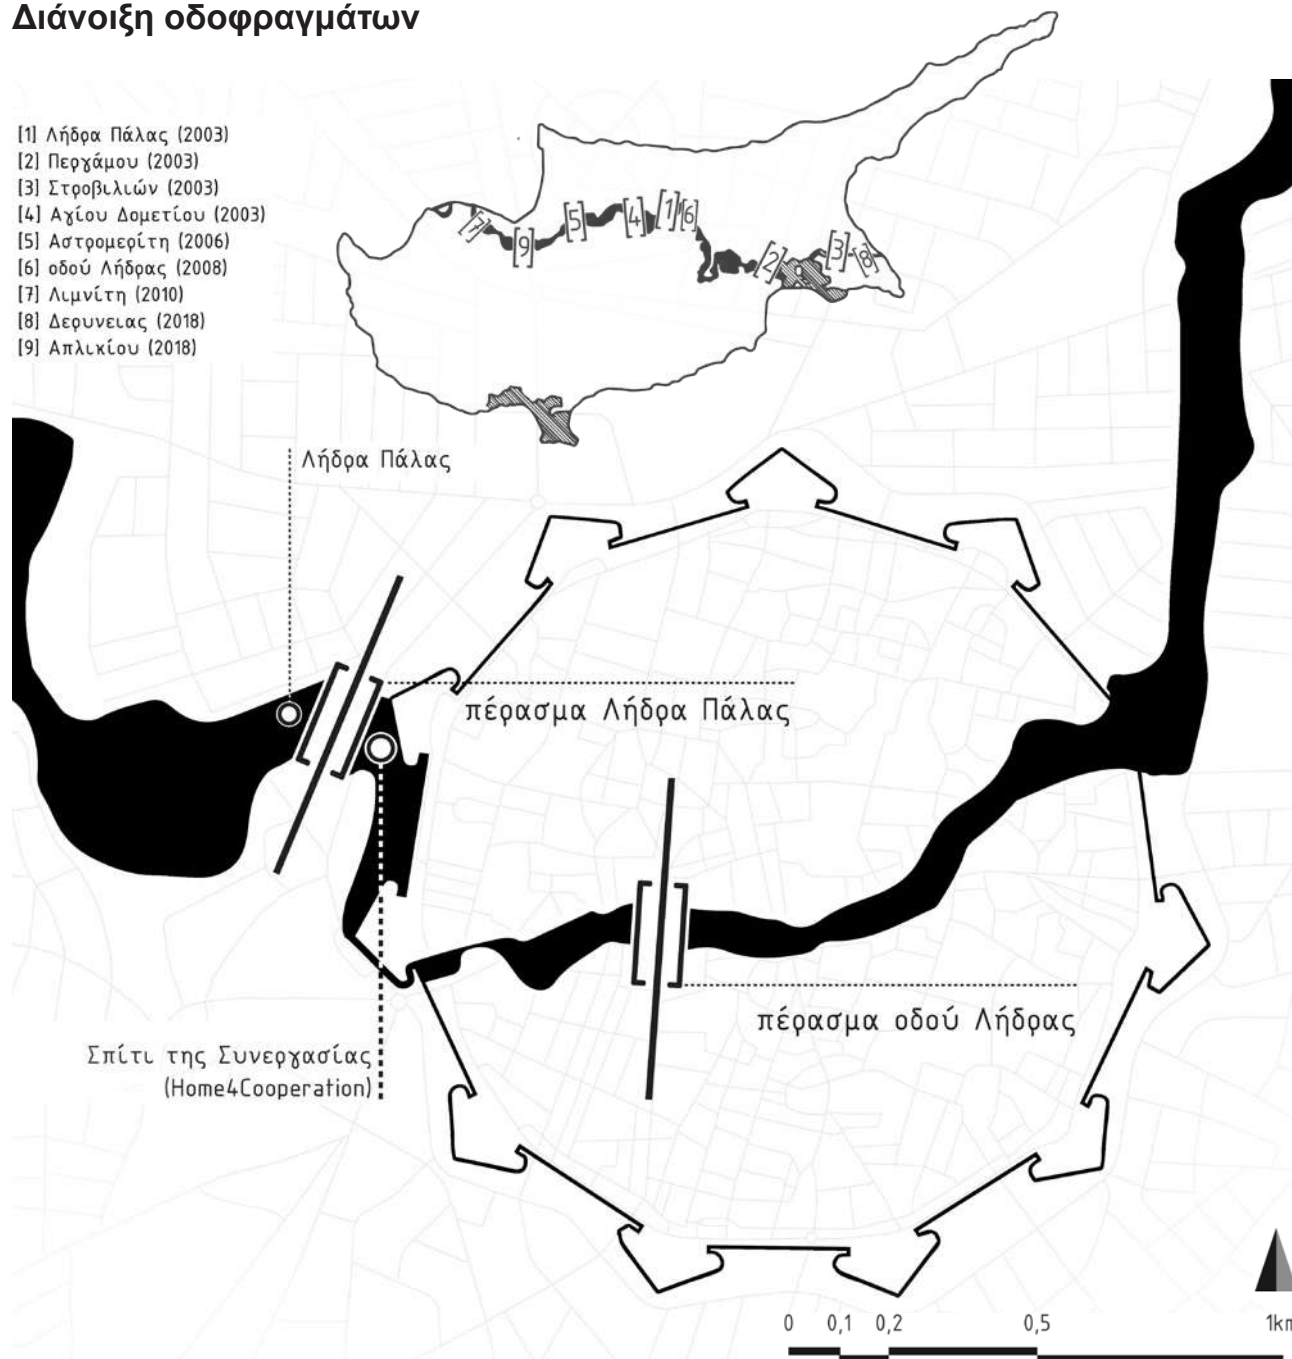 Διάνοιξη οδοφραγμάτων
[1] Λήδρα Πάλας (2003)
[2] Περγάμου (2003)
[3] Στροβιλιών (2003)
[4] Αγίου Δομετίου (2003)
[5] Αστρομερίτη (2006)
[6] οδού Λήδρας (2008)
[7] Λιμνίτη (2010)
[8] Δερυνειας (2018)
[9] Απλικίου (2018)
[7]
[9]
[5]
[4]
[1]
[6]
[2]
[3]
[8]
Λήδρα Πάλας
πέρασμα Λήδρα Πάλας
πέρασμα οδού Λήδρας
Σπίτι της Συνεργασίας
(Home4Cooperation)
0 0,1 0,2 0,5 1km